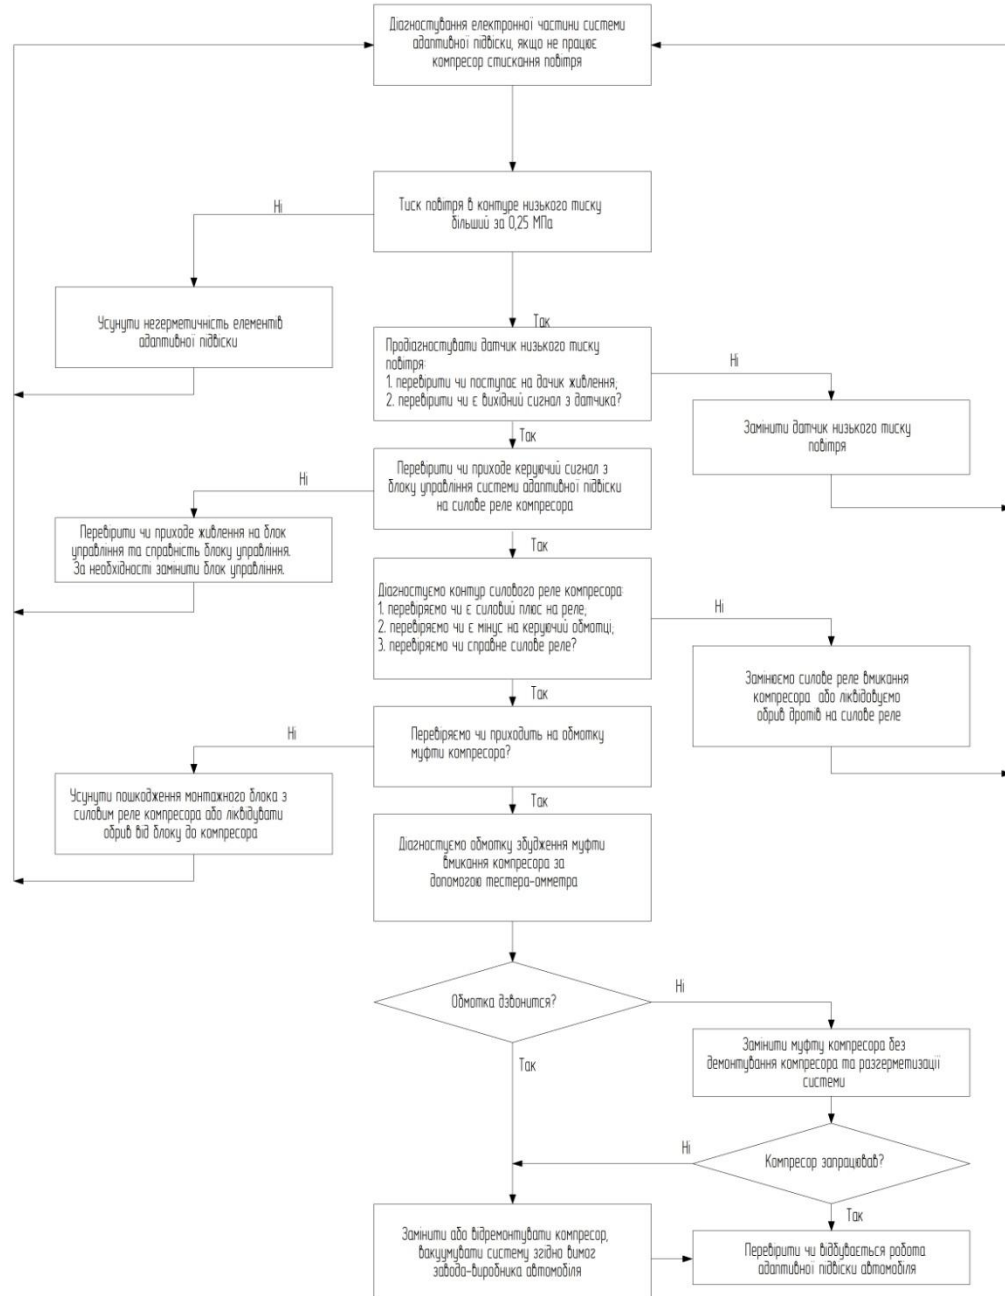 Діагностування електронної частини системи
адаптивної підвіски, якщо не працює
компресор стискання повітря
Тиск повітря в контуре низького тиску
більший за 0,25 МПа
Ні
Усунути негерметичність елементів
адаптивної підвіски
Так
Продіагностувати датчик низького тиску
повітря:
1. перевірити чи поступає на дачик живлення;
2. перевірити чи є вихідний сигнал з датчика?
Ні
Замінити датчик низького тиску
повітря
Так
Перевірити чи приходе керуючий сигнал з
блоку управління системи адаптивної підвіски
на силове реле компресора
Ні
Перевірити чи приходе живлення на блок
управління та справність блоку управління.
За необхідності замінити блок управління.
Так
Діагностуємо контур силового реле компресора:
1. перевіряємо чи є силовий плюс на реле;
2. перевіряємо чи є мінус на керуючий обмотці;
3. перевіряємо чи справне силове реле?
Ні
Замінюємо силове реле вмикання
компресора або ліквідовуємо
обрив дротів на силове реле
Так
Перевіряємо чи приходить на обмотку
муфти компресора?
Ні
Усунути пошкодження монтажного блока з
силовим реле компресора або ліквідувати
обрив від блоку до компресора
Так
Діагностуємо обмотку збудження муфти
вмикання компресора за
допомогою тестера-омметра
Обмотка дзвонится?
Ні
Замінити муфту компресора без
демонтування компресора та разгерметизації
системи
Так
Компресор запрацював?
Ні
Так
Замінити або відремонтувати компресор,
вакуумувати систему згідно вимог
завода-виробника автомобіля
Перевірити чи відбувається робота
адаптивної підвіски автомобіля